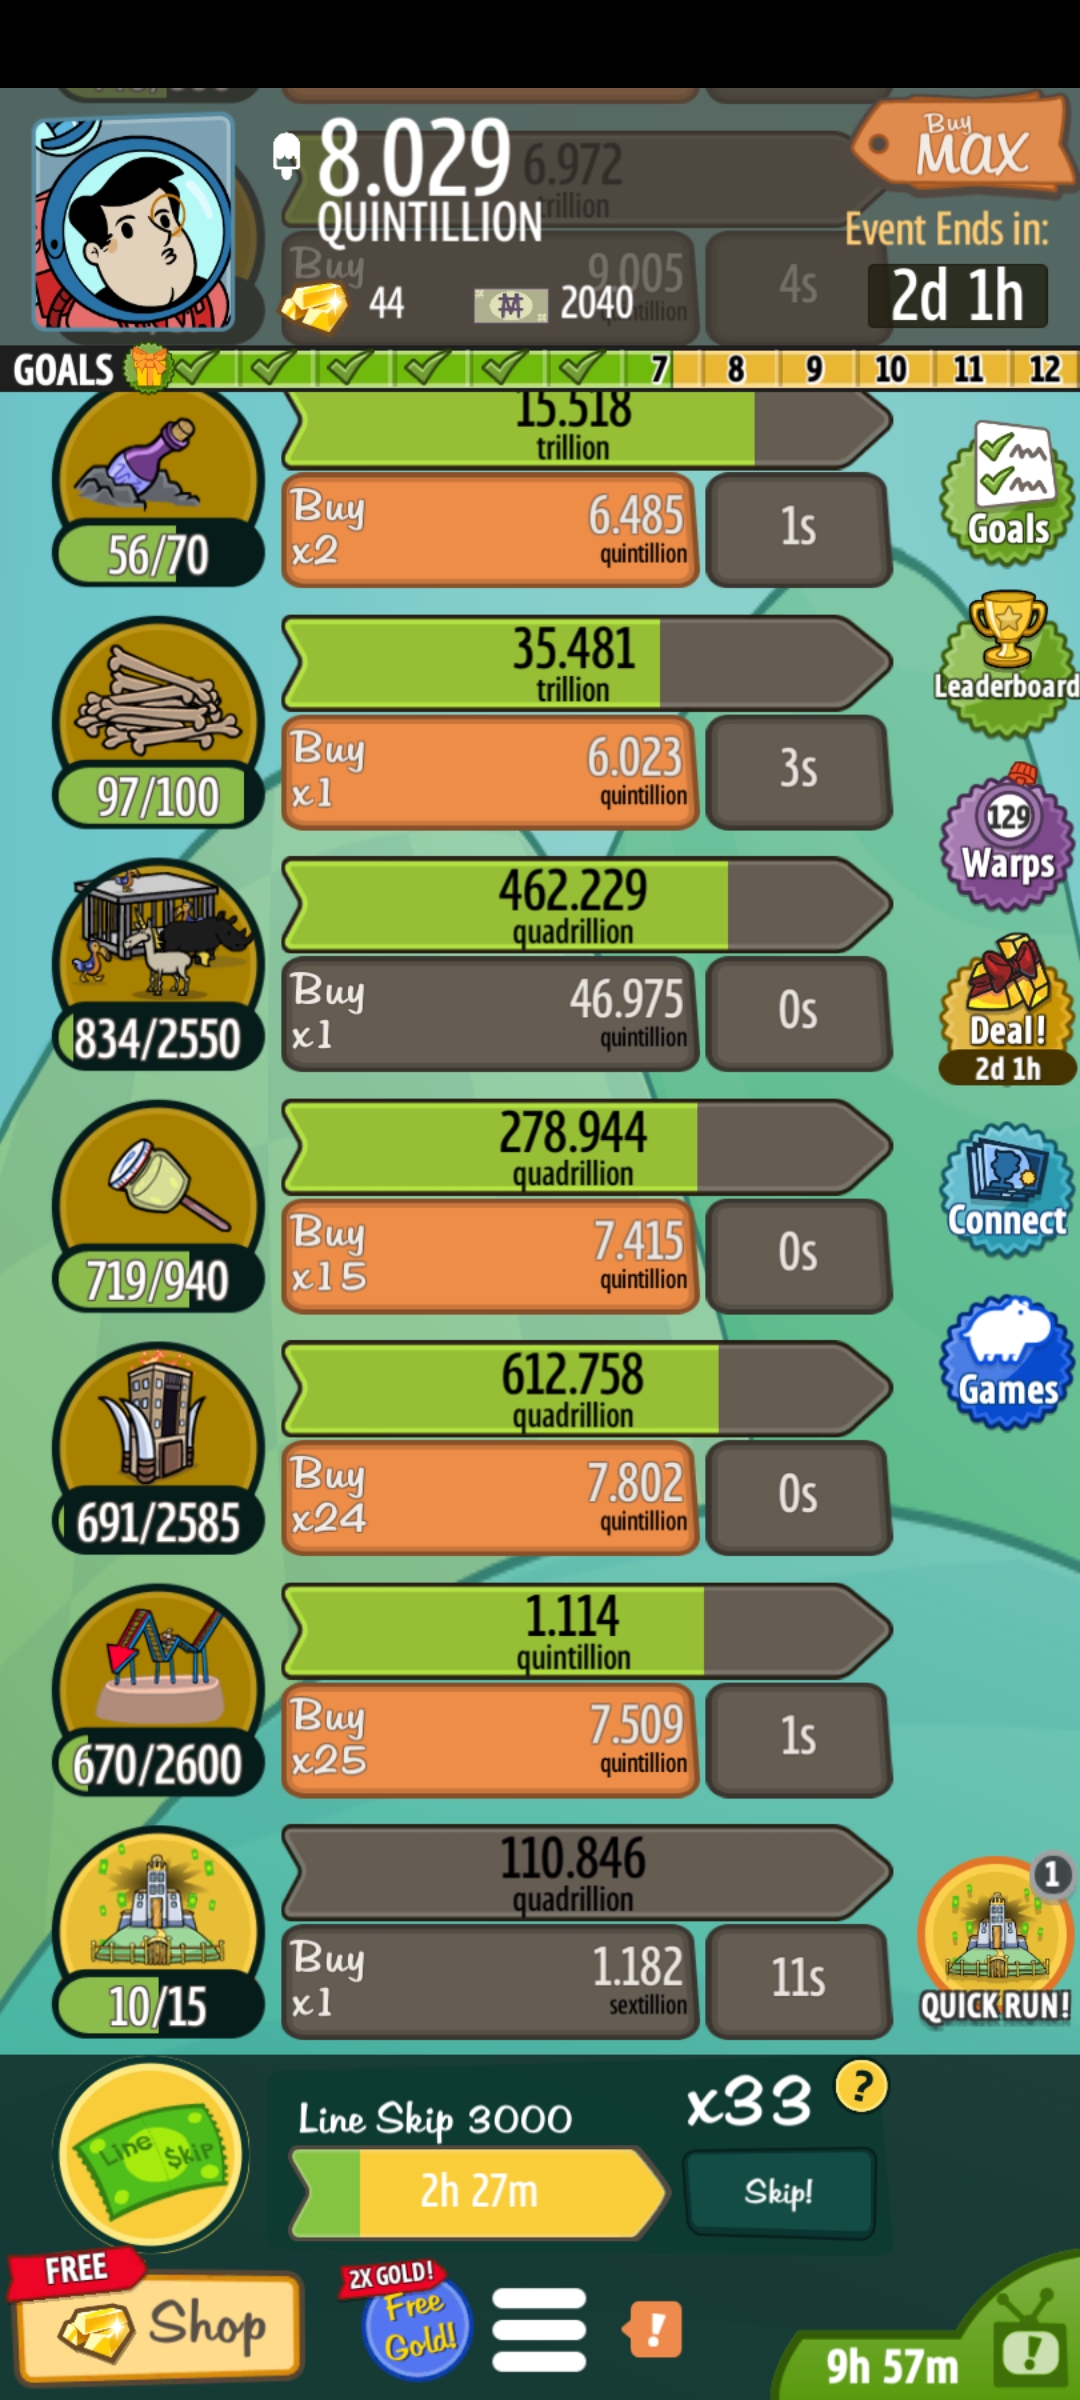 8.029
QUINTILLION
6.972
trillion
Buy
MAX
Event Ends in:
2d 1h
Buy
9.005
4s
44
2040
GOALS
7
8
9
10
11
12
15.518
trillion
56/70
Buy
x2
6.485
quintillion
1s
Goals
35.481
trillion
97/100
Buy
x1
6.023
quintillion
3s
Leaderboard
462.229
quadrillion
834/2550
Buy
x1
46.975
quintillion
0s
129
Warps
Deal!
2d 1h
278.944
quadrillion
719/940
Buy
x15
7.415
quintillion
0s
Connect
612.758
quadrillion
691/2585
Buy
x24
7.802
quintillion
0s
Games
1.114
quintillion
670/2600
Buy
x25
7.509
quintillion
1s
110.846
quadrillion
10/15
Buy
x1
1.182
sextillion
11s
1
QUICK RUN!
Line Skip
Line Skip 3000
2h 27m
x33
?
Skip!
FREE
Shop
2X GOLD!
Free
Gold!
!
9h 57m
!